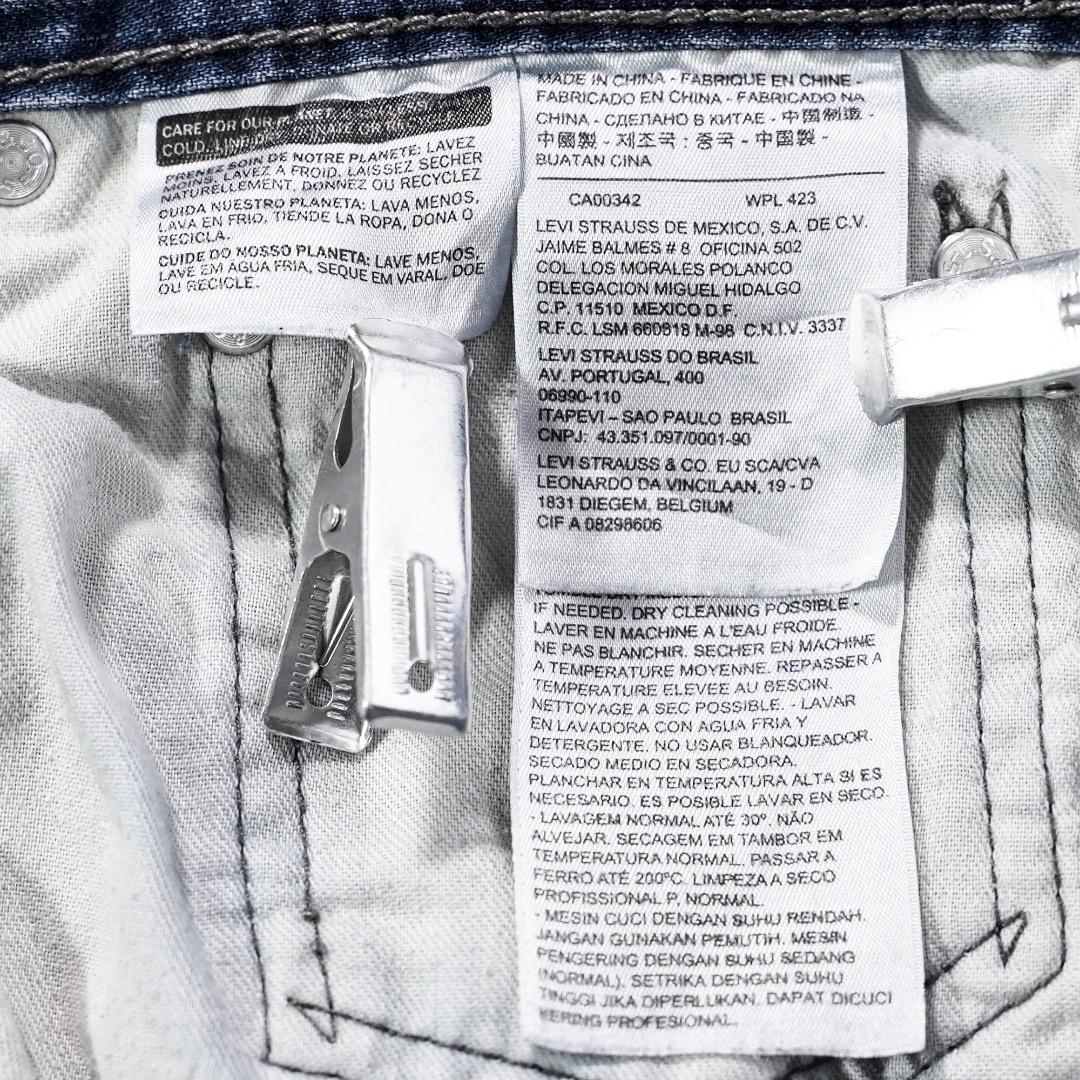 CARE FOR OUR
COLD, DONATE OR
PRENEZ SOIN DE NOTRE PLANETE: LAVEZ
MOINS, LAVEZ A FROID, LAISSEZ SECHER
NATURELLEMENT, DONNEZ OU RECYCLEZ
CUIDA NUESTRO PLANETA: LAVA MENOS,
LAVA EN FRIO, TIENDE LA ROPA, DONA O
RECICLA.
CUIDE DO NOSSO PLANETA: LAVE MENOS,
LAVE EM ÁGUA FRIA, SEQUE EM VARAL, DOE
OU RECICLE.
MADE IN CHINA - FABRIQUE EN CHINE -
FABRICADO EN CHINA - FABRICADO NA
CHINA - СДЕЛАНО В КИТАЕ - 中国制造 -
中國製 - 제조국 : 중국 - 中国製 -
BUATAN CINA
CA00342 WPL 423
LEVI STRAUSS DE MEXICO, S.A. DE C.V.
JAIME BALMES # 8 OFICINA 502
COL. LOS MORALES POLANCO
DELEGACION MIGUEL HIDALGO
C.P. 11510 MEXICO D.F.
R.F.C. LSM 660818 M-98 C.N.I.V. 3337
LEVI STRAUSS DO BRASIL
AV. PORTUGAL, 400
06990-110
ITAPEVI – SAO PAULO BRASIL
CNPJ: 43.351.097/0001-90
LEVI STRAUSS & CO. EU SCA/CVA
LEONARDO DA VINCILAAN, 19 - D
1831 DIEGEM, BELGIUM
CIF A 08298606
IF NEEDED. DRY CLEANING POSSIBLE -
LAVER EN MACHINE A L'EAU FROIDE.
NE PAS BLANCHIR. SECHER EN MACHINE
A TEMPERATURE MOYENNE. REPASSER A
TEMPERATURE ELEVEE AU BESOIN.
NETTOYAGE A SEC POSSIBLE. - LAVAR
EN LAVADORA CON AGUA FRIA Y
DETERGENTE. NO USAR BLANQUEADOR.
SECADO MEDIO EN SECADORA.
PLANCHAR EN TEMPERATURA ALTA SI ES
NECESARIO. ES POSIBLE LAVAR EN SECO.
- LAVAGEM NORMAL ATÉ 30º. NÃO
ALVEJAR. SECAGEM EM TAMBOR EM
TEMPERATURA NORMAL. PASSAR A
FERRO ATÉ 200ºC. LIMPEZA A SECO
PROFISSIONAL P, NORMAL.
- MESIN CUCI DENGAN SUHU RENDAH.
JANGAN GUNAKAN PEMUTIH. MESIN
PENGERING DENGAN SUHU SEDANG
(NORMAL). SETRIKA DENGAN SUHU
TINGGI JIKA DIPERLUKAN. DAPAT DICUCI
KERING PROFESIONAL.